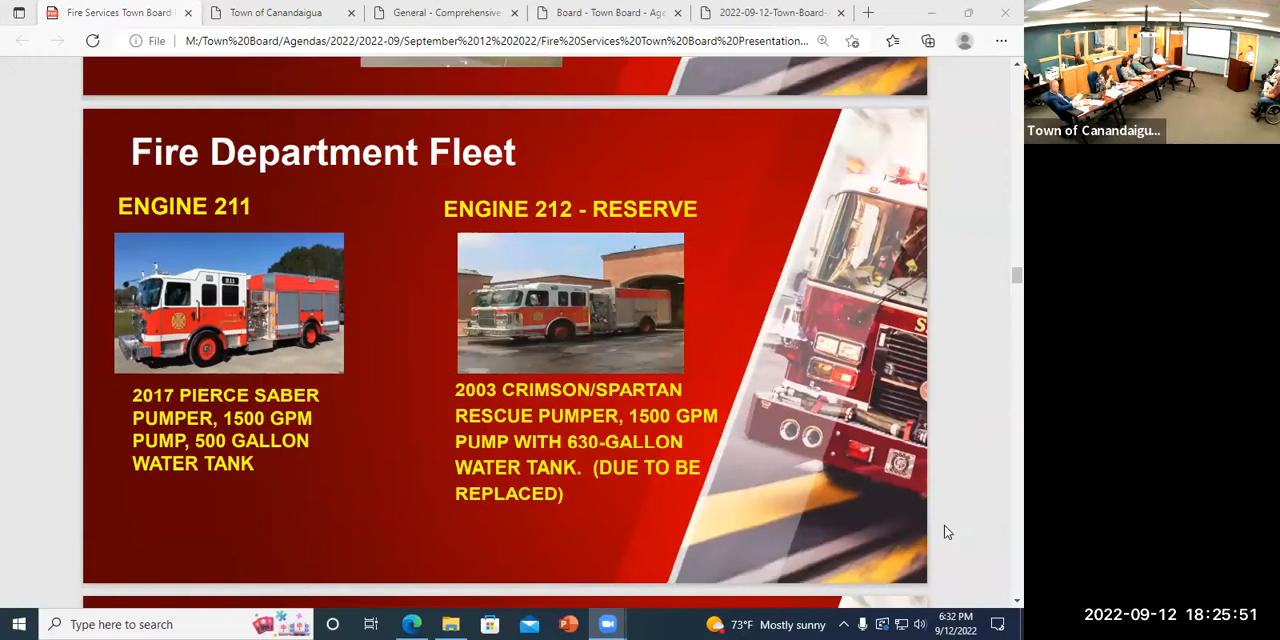 Fire Services Town Board
Town of Canandaigua
General - Comprehensive
Board - Town Board - Age
2022-09-12-Town-Board-
File
M:/Town%20Board/Agendas/2022/2022-09/September%2012%202022/Fire%20Services%20Town%20Board%20Presentation...
Town of Canandaigu...
Fire Department Fleet
ENGINE 211
ENGINE 212 - RESERVE
211
2017 PIERCE SABER
PUMPER, 1500 GPM
PUMP, 500 GALLON
WATER TANK
2003 CRIMSON/SPARTAN
RESCUE PUMPER, 1500 GPM
PUMP WITH 630-GALLON
WATER TANK. (DUE TO BE
REPLACED)
Type here to search
73°F Mostly sunny
6:32 PM
9/12/2022
2022-09-12 18:25:51